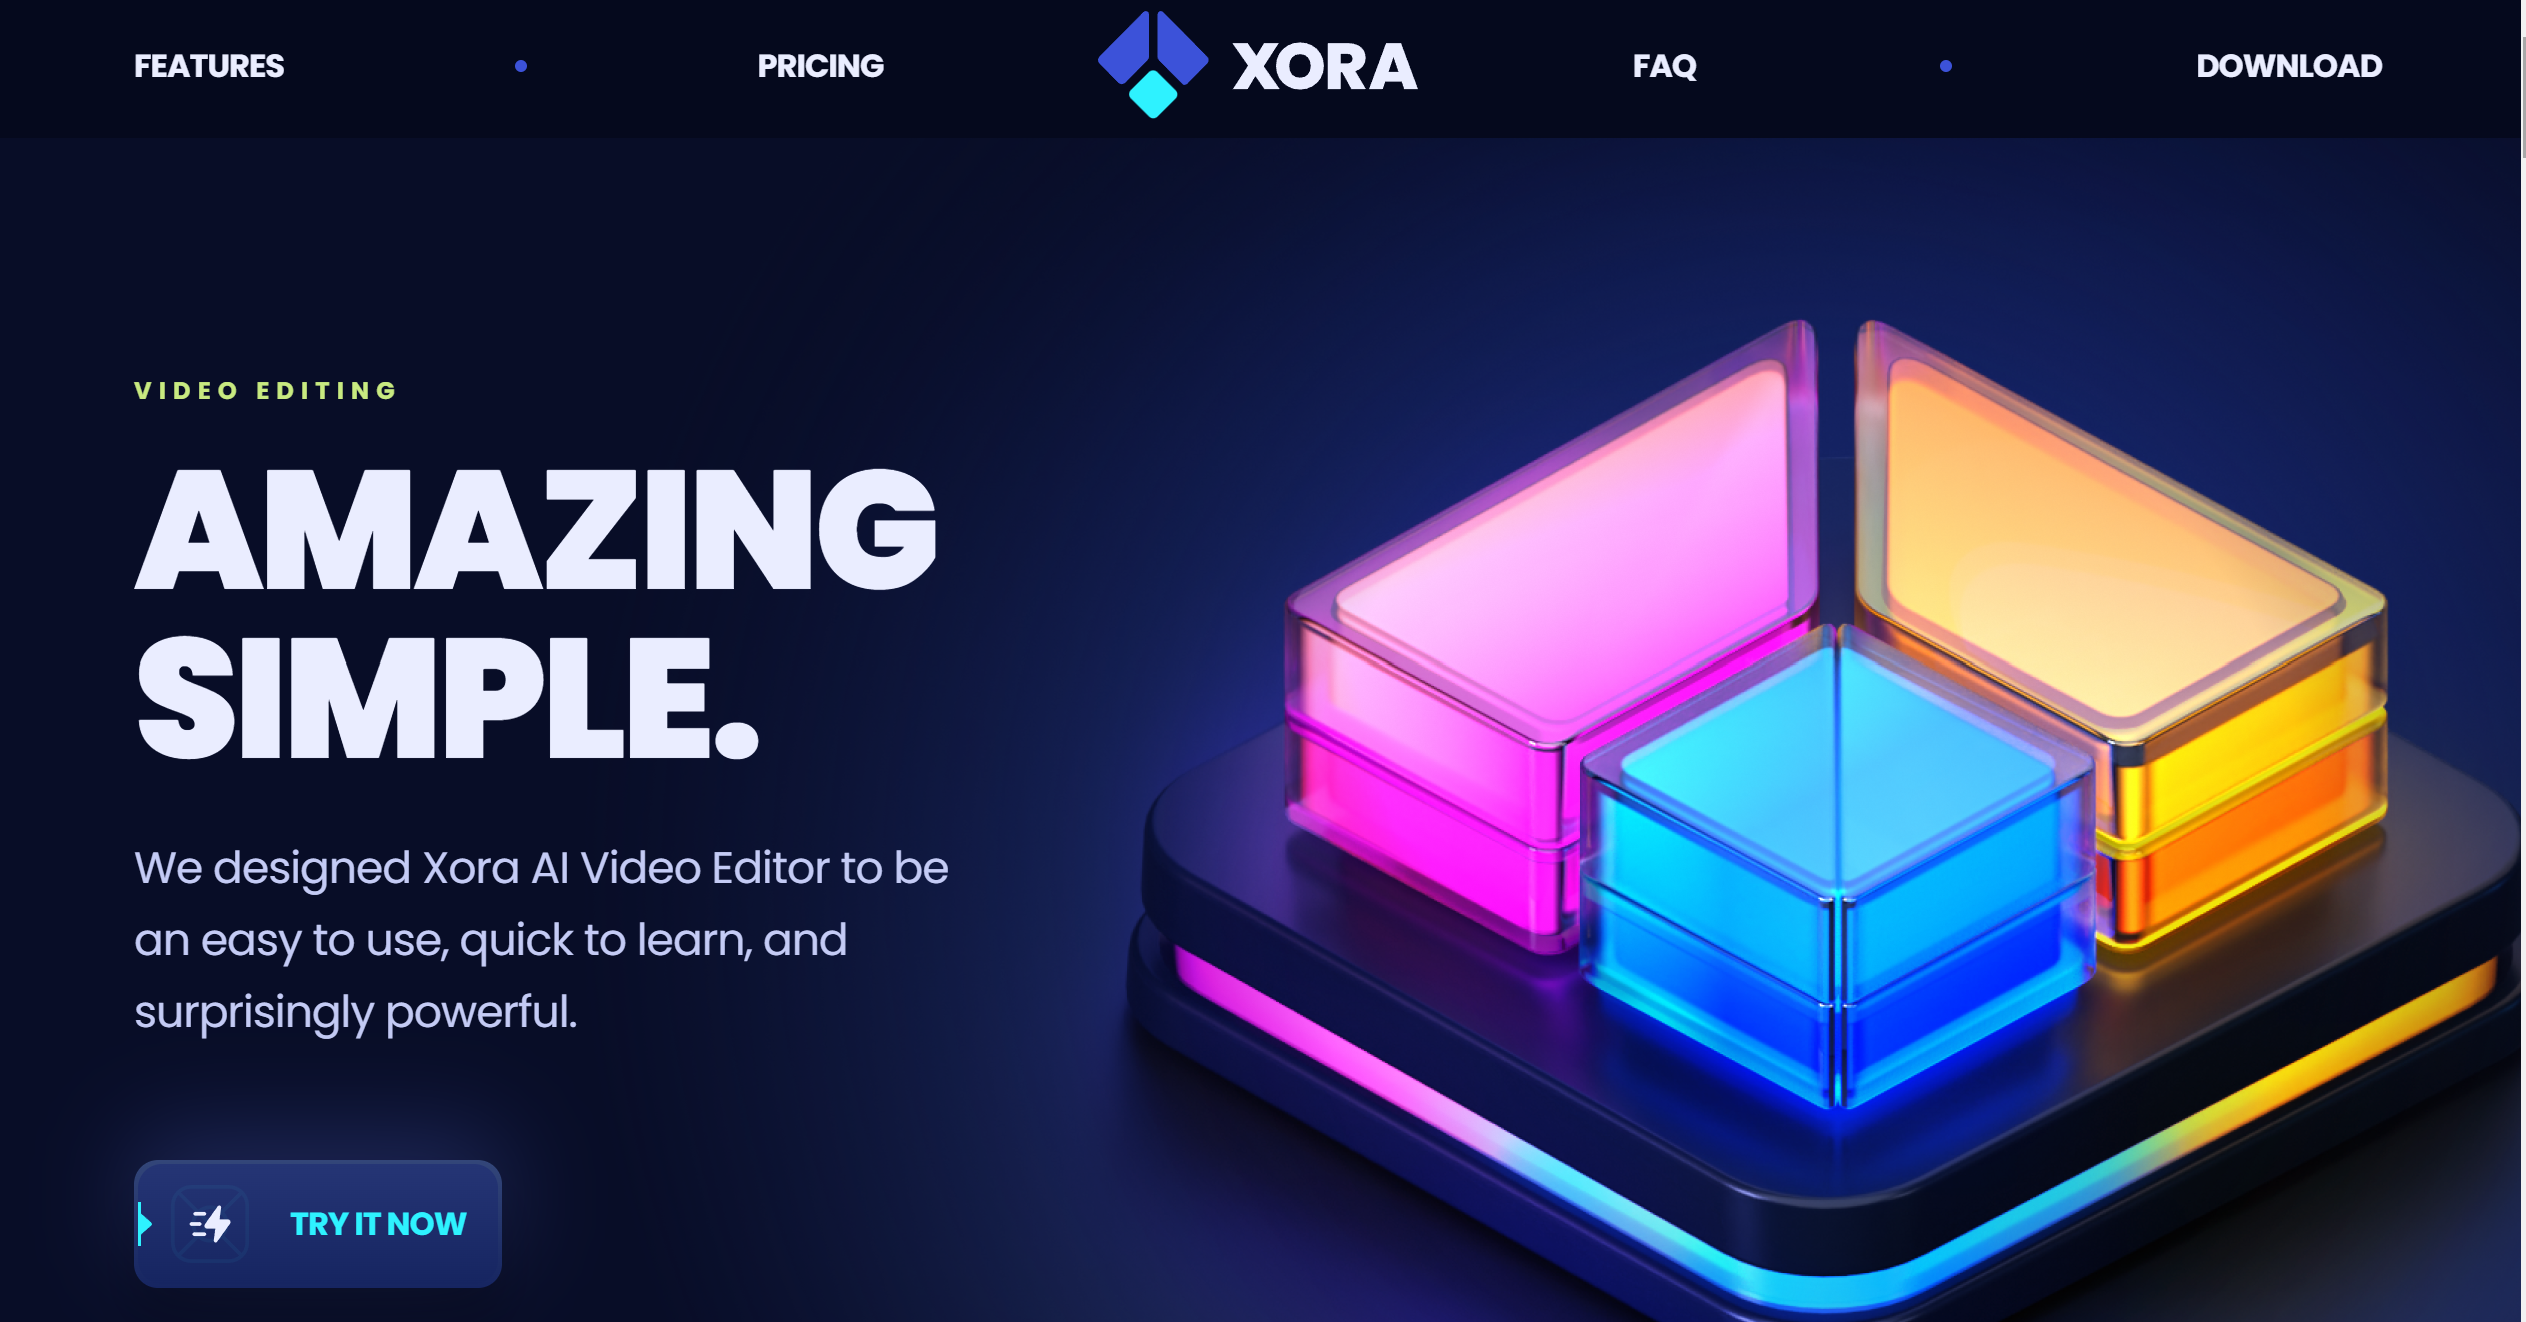 FEATURES
PRICING
XORA
FAQ
DOWNLOAD
VIDEO EDITING
AMAZING
SIMPLE.
We designed Xora AI Video Editor to be
an easy to use, quick to learn, and
surprisingly powerful.
TRY IT NOW